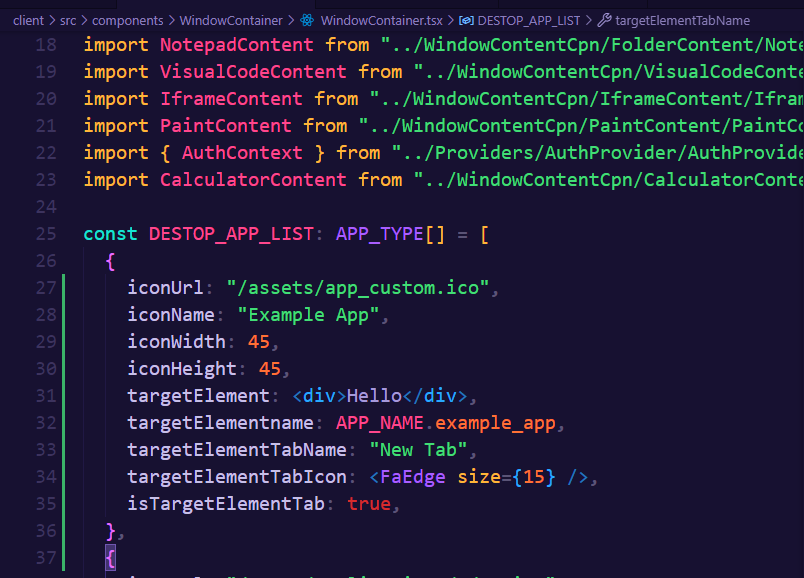 client > src > components > WindowContainer > WindowContainer.tsx > DESTOP_APP_LIST > targetElementTabName
18 import NotepadContent from "../WindowContentCpn/FolderContent/Note
19 import VisualCodeContent from "../WindowContentCpn/VisualCodeConte
20 import IframeContent from "../WindowContentCpn/IframeContent/Ifram
21 import PaintContent from "../WindowContentCpn/PaintContent/PaintCo
22 import { AuthContext } from "../Providers/AuthProvider/AuthProvide
23 import CalculatorContent from "../WindowContentCpn/CalculatorConte
24
25 const DESTOP_APP_LIST: APP_TYPE[] = [
26 {
27 iconUrl: "/assets/app_custom.ico",
28 iconName: "Example App",
29 iconWidth: 45,
30 iconHeight: 45,
31 targetElement: <div>Hello</div>,
32 targetElementname: APP_NAME.example_app,
33 targetElementTabName: "New Tab",
34 targetElementTabIcon: <FaEdge size={15} />,
35 isTargetElementTab: true,
36 },
37 {